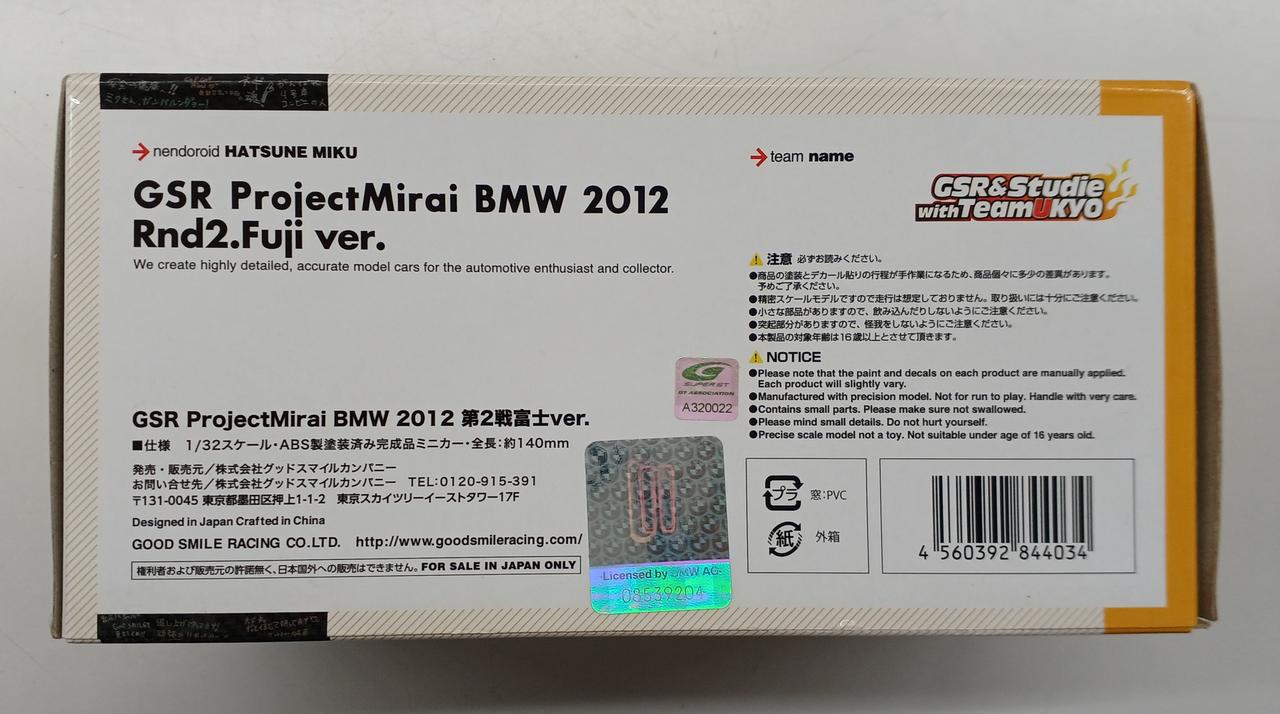 nendoroid HATSUNE MIKU
GSR ProjectMirai BMW 2012
Rnd2.Fuji ver.
We create highly detailed, accurate model cars for the automotive enthusiast and collector.
GSR ProjectMirai BMW 2012 第2戦富士ver.
■仕様 1/32スケール・ABS製塗装済み完成品ミニカー・全長:約140mm
発売・販売元/株式会社グッドスマイルカンパニー
お問い合せ先/株式会社グッドスマイルカンパニー TEL:0120-915-391
〒131-0045 東京都墨田区押上1-1-2 東京スカイツリーイーストタワー17F
Designed in Japan Crafted in China
GOOD SMILE RACING CO.LTD. http://www.goodsmileracing.com/
権利者および販売元の許諾無く、日本国外への販売はできません。FOR SALE IN JAPAN ONLY
SUPER GT
GT ASSOCIATION
A320022
Licensed by BMW AG
08539204
team name
GSR&Studie
with TeamUKYO
注意 必ずお読みください。
●商品の塗装とデカール貼りの行程が手作業になるため、商品個々に多少の差異があります。
予めご了承ください。
●精密スケールモデルですので走行は想定しておりません。取り扱いには十分にご注意ください。
●小さな部品がありますので、飲み込んだりしないようにご注意ください。
●突起部分がありますので、怪我をしないようにご注意ください。
●本製品の対象年齢は16歳以上とさせて頂きます。
NOTICE
●Please note that the paint and decals on each product are manually applied.
Each product will slightly vary.
●Manufactured with precision model. Not for run to play. Handle with very care.
●Contains small parts. Please make sure not swallowed.
●Please mind small details. Do not hurt yourself.
●Precise scale model not a toy. Not suitable under age of 16 years old.
プラ 窓:PVC
紙 外箱
4 560392 844034